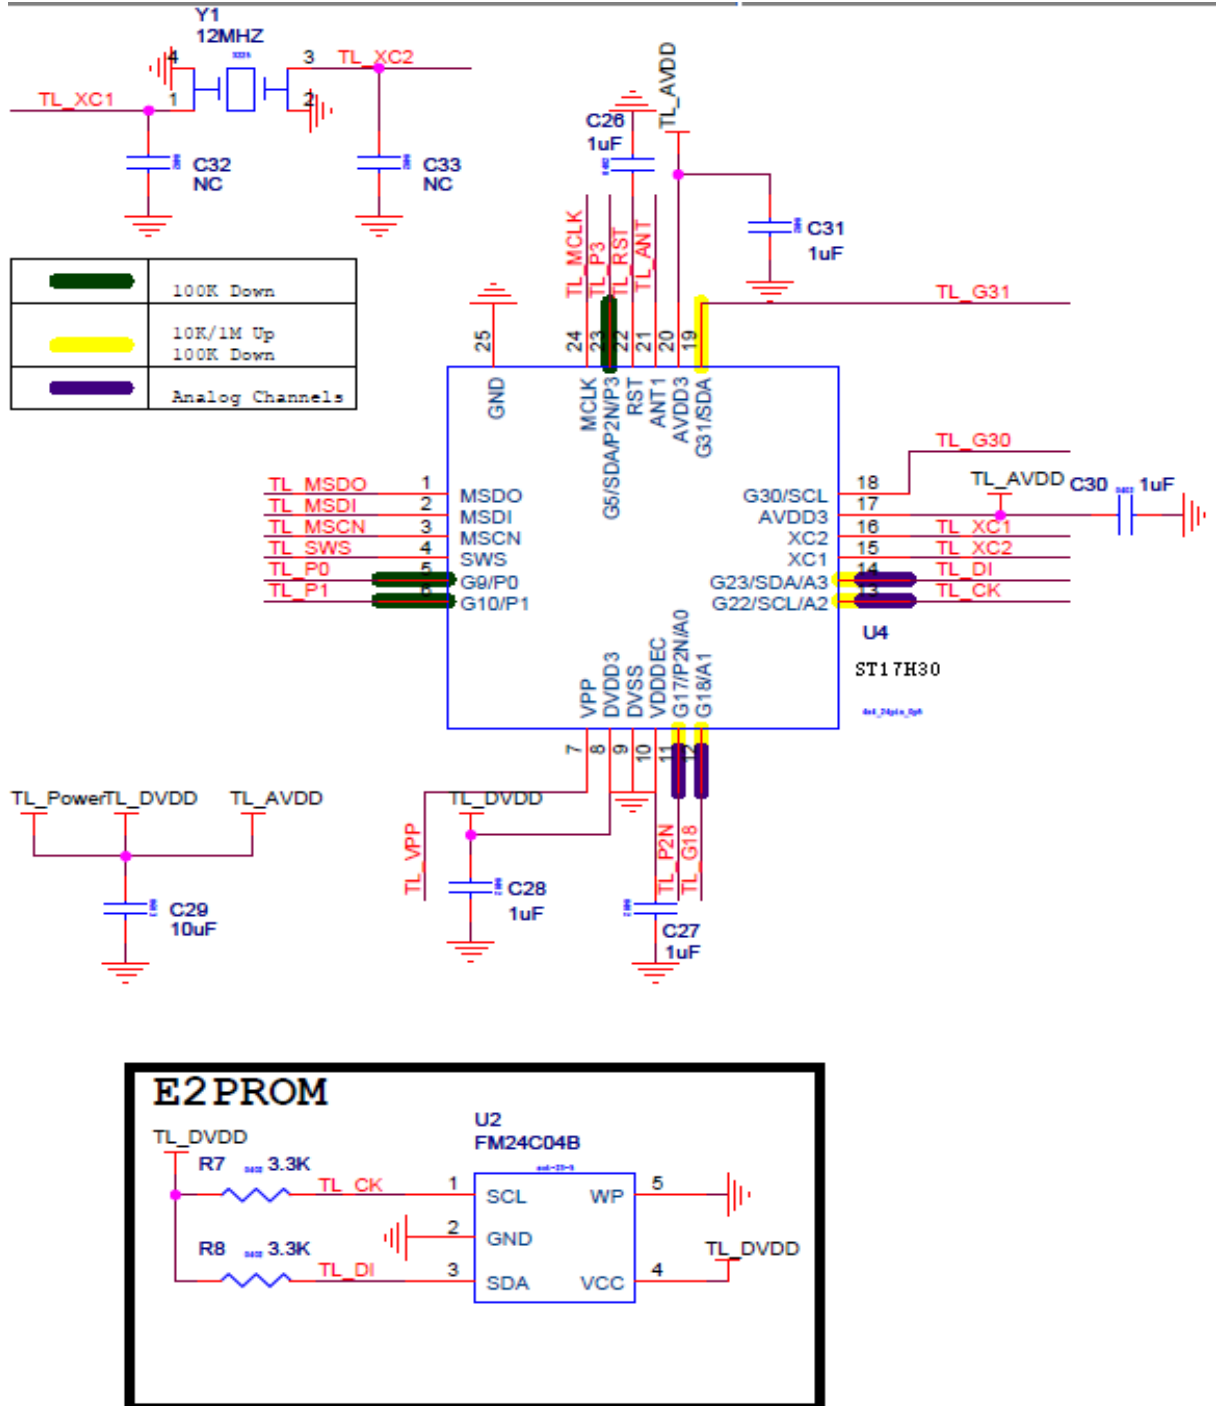 Y1
12MHZ
4
3
TL_XC2
TL_XC1
1
2
C32
NC
C33
NC
C26
1uF
TL_AVDD
C31
1uF
TL_MCLK
TL_P3
TL_RST
TL_ANT
TL_G31
100K Down
10K/1M Up
100K Down
Analog Channels
25
24
23
22
21
20
19
GND
MCLK
G5/SDA/P2N/P3
RST
ANT1
AVDD3
G31/SDA
TL_MSDO
1
MSDO
TL_MSDI
2
MSDI
TL_MSCN
3
MSCN
TL_SWS
4
SWS
TL_P0
5
G9/P0
TL_P1
6
G10/P1
TL_G30
18
G30/SCL
TL_AVDD
C30
1uF
17
AVDD3
16
XC2
TL_XC1
15
XC1
TL_XC2
14
G23/SDA/A3
TL_DI
13
G22/SCL/A2
TL_CK
U4
ST17H30
VPP
DVDD3
DVSS
VDDDEC
G17/P2N/A0
G18/A1
7
8
9
10
11
12
TL_Power
TL_DVDD
TL_AVDD
C29
10uF
TL_VPP
TL_DVDD
C28
1uF
TL_P2N
TL_G18
C27
1uF
E2PROM
TL_DVDD
U2
FM24C04B
R7
3.3K
TL_CK
1
SCL
WP
5
2
GND
R8
3.3K
TL_DI
3
SDA
VCC
4
TL_DVDD